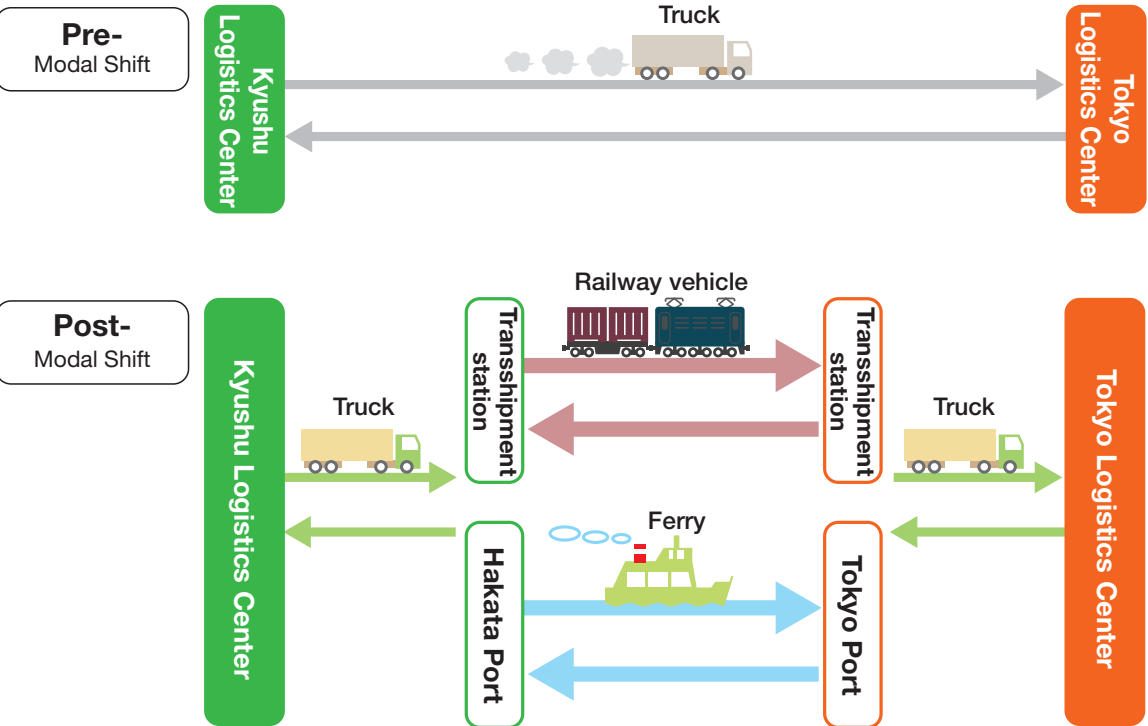 Pre-
Modal Shift
Kyushu
Logistics Center
Truck
Tokyo
Logistics Center
Post-
Modal Shift
Kyushu Logistics Center
Truck
Transshipment
station
Railway vehicle
Transshipment
station
Truck
Hakata Port
Ferry
Tokyo Port
Tokyo Logistics Center